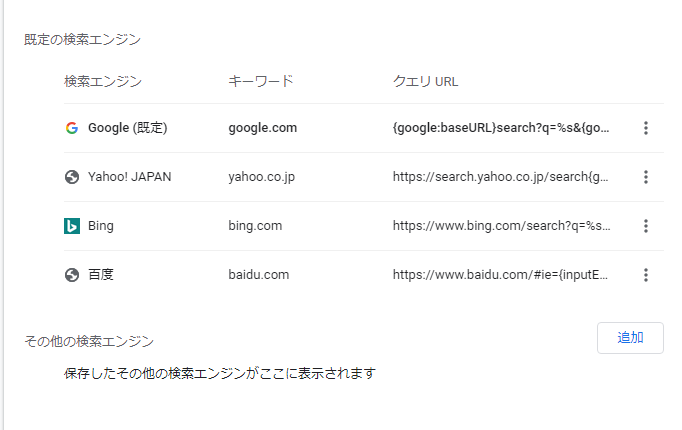 既定の検索エンジン
検索エンジン キーワード クエリ URL
Google (既定) google.com {google:baseURL}search?q=%s&{go...
Yahoo! JAPAN yahoo.co.jp https://search.yahoo.co.jp/search{g...
Bing bing.com https://www.bing.com/search?q=%s...
百度 baidu.com https://www.baidu.com/#ie={inputE...
その他の検索エンジン 追加
保存したその他の検索エンジンがここに表示されます